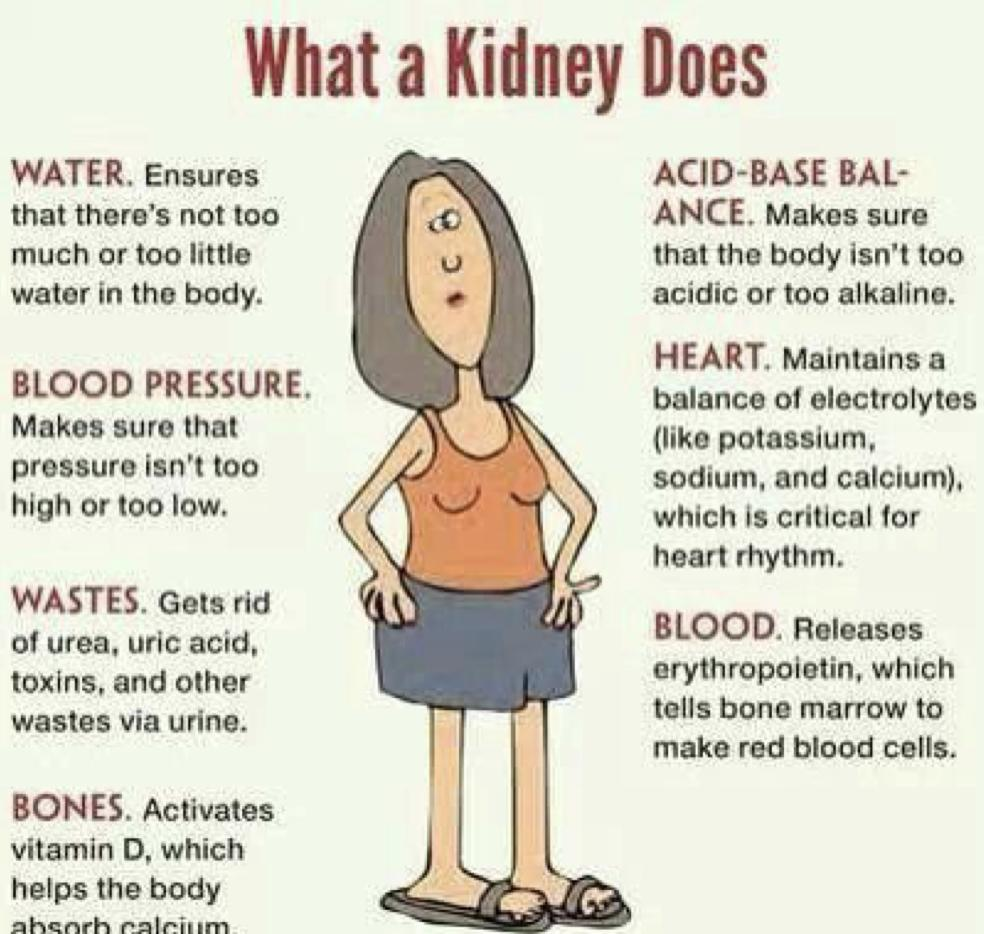 What a Kidney Does
WATER. Ensures
that there's not too
much or too little
water in the body.
BLOOD PRESSURE.
Makes sure that
pressure isn't too
high or too low.
WASTES. Gets rid
of urea, uric acid,
toxins, and other
wastes via urine.
BONES. Activates
vitamin D, which
helps the body
absorb calcium.
ACID-BASE BAL-
ANCE. Makes sure
that the body isn't too
acidic or too alkaline.
HEART. Maintains a
balance of electrolytes
(like potassium,
sodium, and calcium),
which is critical for
heart rhythm.
BLOOD. Releases
erythropoietin, which
tells bone marrow to
make red blood cells.